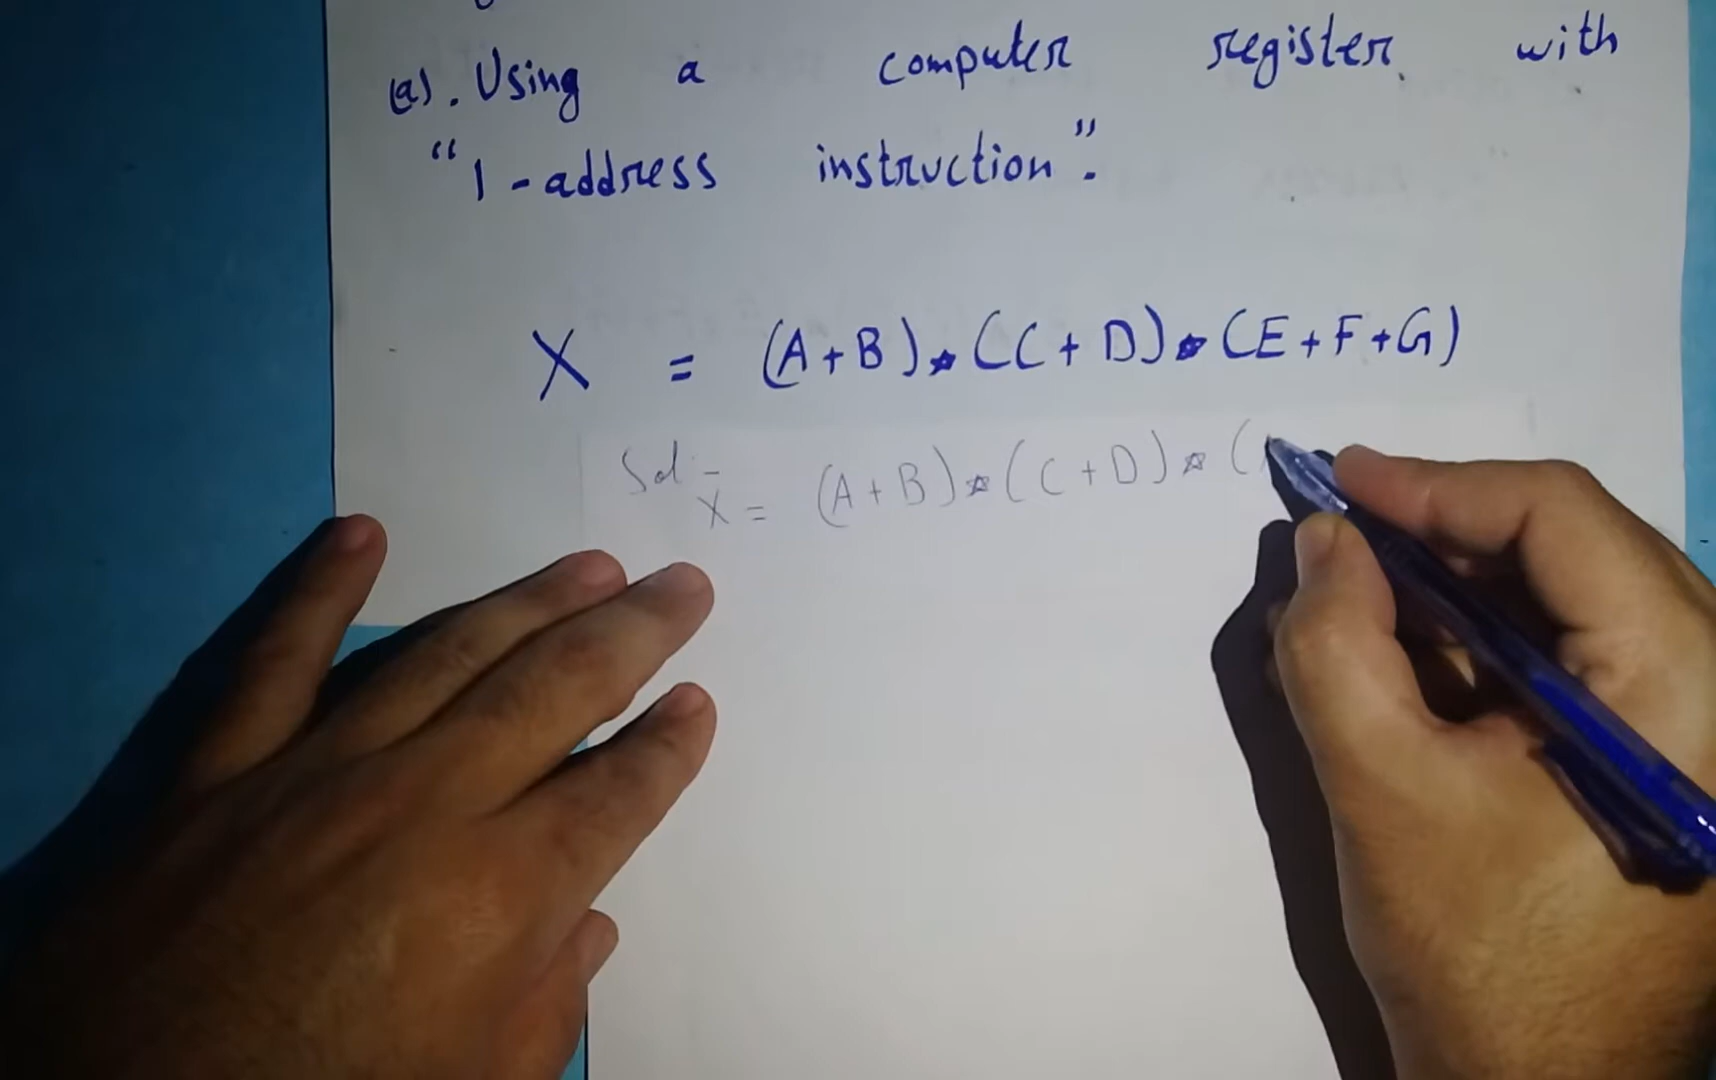 (a). Using a computer register with
"1-address instruction".
X = (A+B)*(C+D)*(E+F+G)
Sol:-
X = (A+B)*(C+D)*(